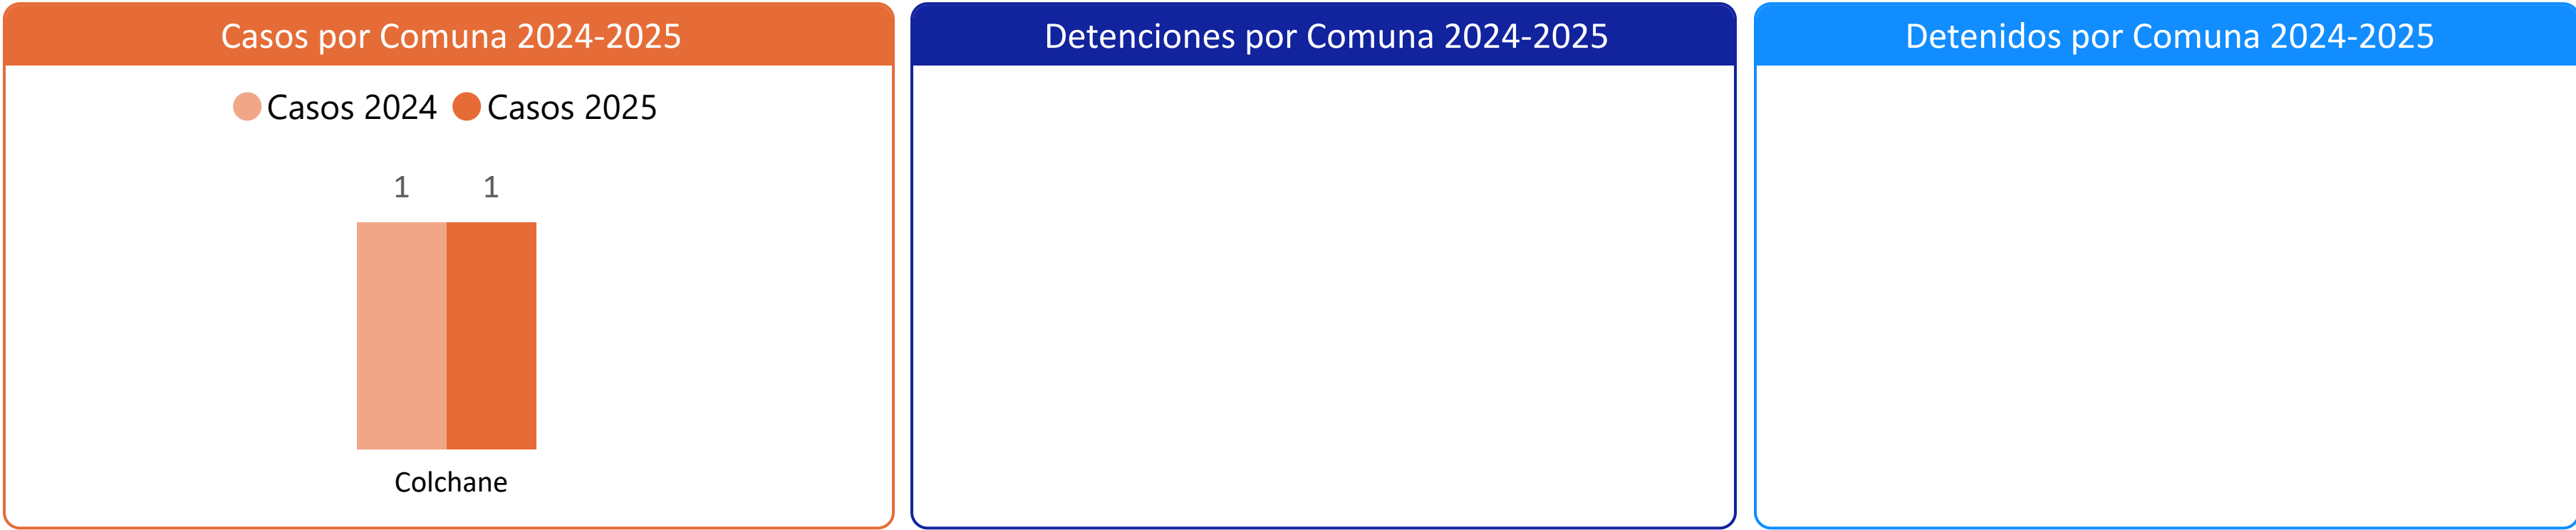 Casos por Comuna 2024-2025
Casos 2024 Casos 2025
1 1
Colchane
Detenciones por Comuna 2024-2025
Detenidos por Comuna 2024-2025